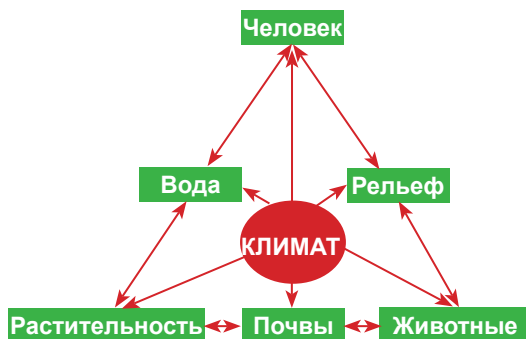 Человек
Вода
Рельеф
КЛИМАТ
Растительность
Почвы
Животные